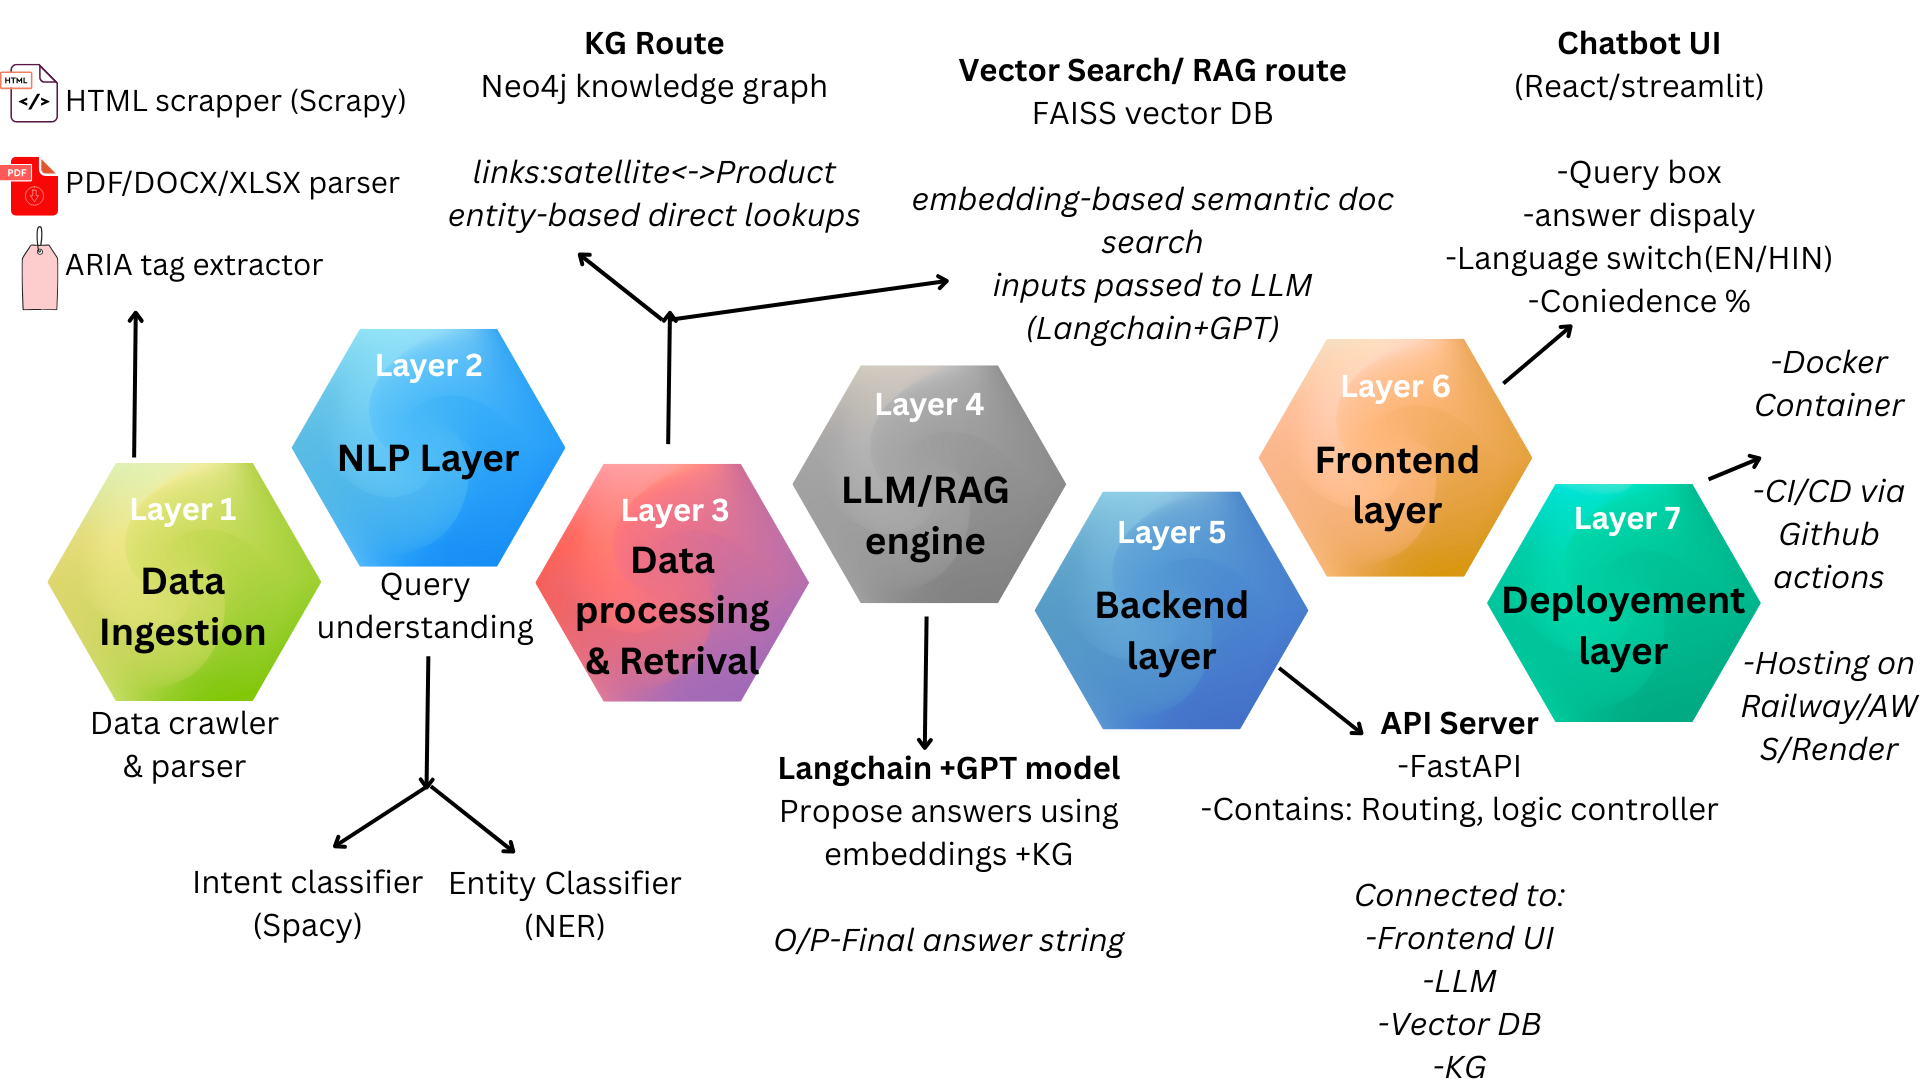 HTML
</>
HTML scrapper (Scrapy)
PDF
PDF/DOCX/XLSX parser
ARIA tag extractor
Layer 1
Data
Ingestion
Data crawler
& parser
Layer 2
NLP Layer
Query
understanding
Intent classifier
(Spacy)
Entity Classifier
(NER)
KG Route
Neo4j knowledge graph
links:satellite<->Product
entity-based direct lookups
Vector Search/ RAG route
FAISS vector DB
embedding-based semantic doc
search
inputs passed to LLM
(Langchain+GPT)
Layer 3
Data
processing
& Retrival
Layer 4
LLM/RAG
engine
Langchain +GPT model
Propose answers using
embeddings +KG
O/P-Final answer string
Layer 5
Backend
layer
API Server
-FastAPI
-Contains: Routing, logic controller
Connected to:
-Frontend UI
-LLM
-Vector DB
-KG
Chatbot UI
(React/streamlit)
-Query box
-answer dispaly
-Language switch(EN/HIN)
-Coniedence %
Layer 6
Frontend
layer
Layer 7
Deployement
layer
-Docker
Container
-CI/CD via
Github
actions
-Hosting on
Railway/AW
S/Render